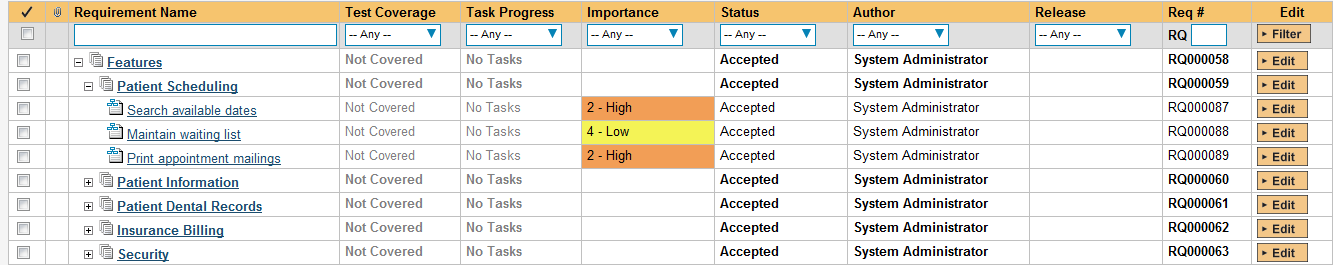 ✓ Requirement Name Test Coverage Task Progress Importance Status Author Release Req # Edit
-- Any -- -- Any -- -- Any -- -- Any -- -- Any -- -- Any -- RQ Filter
Features Not Covered No Tasks Accepted System Administrator RQ000058 Edit
Patient Scheduling Not Covered No Tasks Accepted System Administrator RQ000059 Edit
Search available dates Not Covered No Tasks 2 - High Accepted System Administrator RQ000087 Edit
Maintain waiting list Not Covered No Tasks 4 - Low Accepted System Administrator RQ000088 Edit
Print appointment mailings Not Covered No Tasks 2 - High Accepted System Administrator RQ000089 Edit
Patient Information Not Covered No Tasks Accepted System Administrator RQ000060 Edit
Patient Dental Records Not Covered No Tasks Accepted System Administrator RQ000061 Edit
Insurance Billing Not Covered No Tasks Accepted System Administrator RQ000062 Edit
Security Not Covered No Tasks Accepted System Administrator RQ000063 Edit